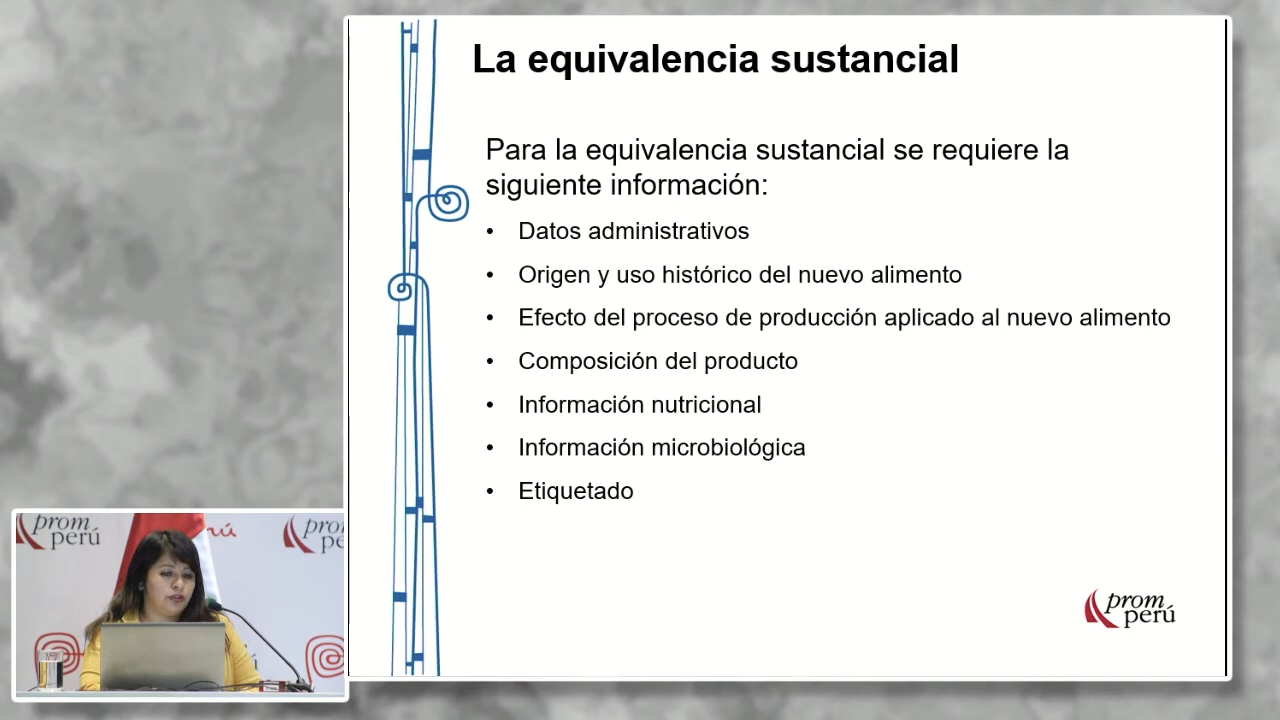 La equivalencia sustancial
Para la equivalencia sustancial se requiere la
siguiente información:
• Datos administrativos
• Origen y uso histórico del nuevo alimento
• Efecto del proceso de producción aplicado al nuevo alimento
• Composición del producto
• Información nutricional
• Información microbiológica
• Etiquetado
prom
perú
prom
perú